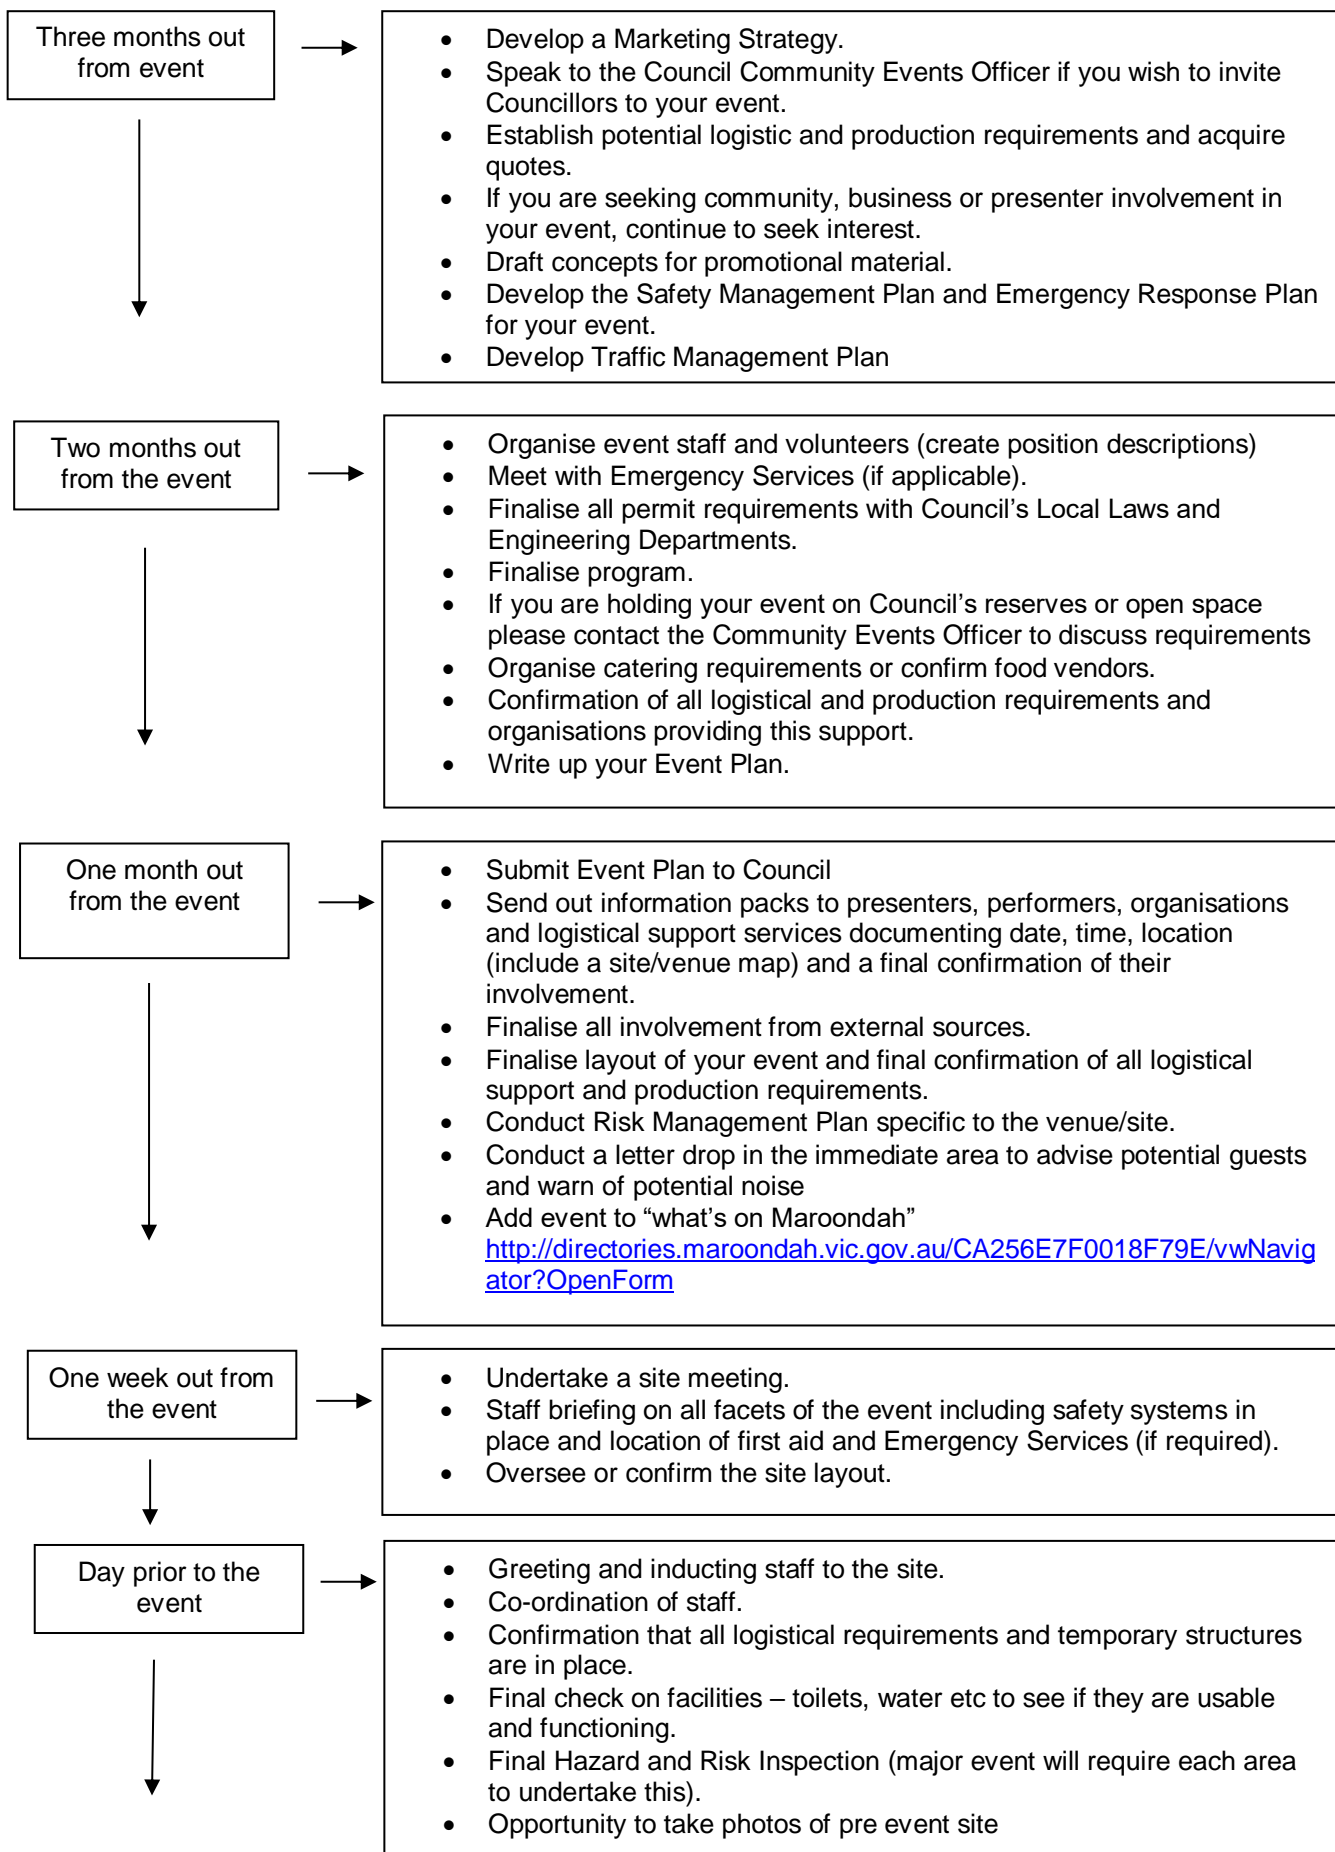 Three months out
from event
• Develop a Marketing Strategy.
• Speak to the Council Community Events Officer if you wish to invite
Councillors to your event.
• Establish potential logistic and production requirements and acquire
quotes.
• If you are seeking community, business or presenter involvement in
your event, continue to seek interest.
• Draft concepts for promotional material.
• Develop the Safety Management Plan and Emergency Response Plan
for your event.
• Develop Traffic Management Plan
Two months out
from the event
• Organise event staff and volunteers (create position descriptions)
• Meet with Emergency Services (if applicable).
• Finalise all permit requirements with Council’s Local Laws and
Engineering Departments.
• Finalise program.
• If you are holding your event on Council’s reserves or open space
please contact the Community Events Officer to discuss requirements
• Organise catering requirements or confirm food vendors.
• Confirmation of all logistical and production requirements and
organisations providing this support.
• Write up your Event Plan.
One month out
from the event
• Submit Event Plan to Council
• Send out information packs to presenters, performers, organisations
and logistical support services documenting date, time, location
(include a site/venue map) and a final confirmation of their
involvement.
• Finalise all involvement from external sources.
• Finalise layout of your event and final confirmation of all logistical
support and production requirements.
• Conduct Risk Management Plan specific to the venue/site.
• Conduct a letter drop in the immediate area to advise potential guests
and warn of potential noise
• Add event to “what’s on Maroondah”
http://directories.maroondah.vic.gov.au/CA256E7F0018F79E/vwNavig
ator?OpenForm
One week out from
the event
• Undertake a site meeting.
• Staff briefing on all facets of the event including safety systems in
place and location of first aid and Emergency Services (if required).
• Oversee or confirm the site layout.
Day prior to the
event
• Greeting and inducting staff to the site.
• Co-ordination of staff.
• Confirmation that all logistical requirements and temporary structures
are in place.
• Final check on facilities – toilets, water etc to see if they are usable
and functioning.
• Final Hazard and Risk Inspection (major event will require each area
to undertake this).
• Opportunity to take photos of pre event site